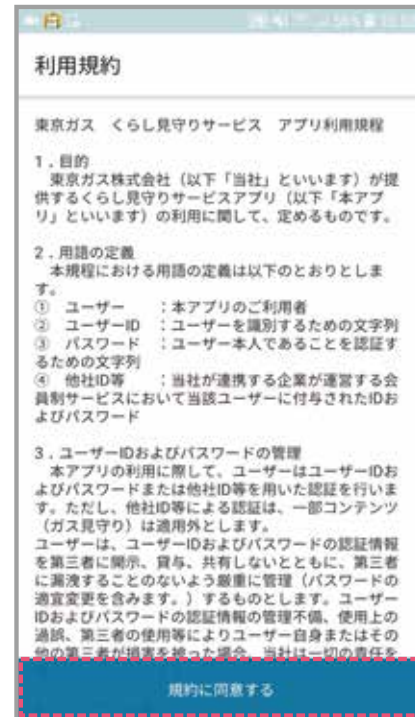 利用規約
東京ガス くらし見守りサービス アプリ利用規程
1．目的
東京ガス株式会社（以下「当社」といいます）が提
供するくらし見守りサービスアプリ（以下「本アプ
リ」といいます）の利用に関して、定めるものです。
2．用語の定義
本規程における用語の定義は以下のとおりとしま
す。
① ユーザー ：本アプリのご利用者
② ユーザーID ：ユーザーを識別するための文字列
③ パスワード ：ユーザー本人であることを認証す
るための文字列
④ 他社ID等 ：当社が連携する企業が運営する会
員制サービスにおいて当該ユーザーに付与されたIDお
よびパスワード
3．ユーザーIDおよびパスワードの管理
本アプリの利用に際して、ユーザーはユーザーIDお
よびパスワードまたは他社ID等を用いた認証を行いま
す。ただし、他社ID等による認証は、一部コンテンツ
（ガス見守り）は適用外とします。
ユーザーは、ユーザーIDおよびパスワードの認証情報
を第三者に開示、貸与、共有しないとともに、第三者
に漏洩することのないよう厳重に管理（パスワードの
適宜変更を含みます。）するものとします。ユーザー
IDおよびパスワードの認証情報の管理不備、使用上の
過誤、第三者の使用等によりユーザー自身またはその
他の第三者が損害を被った場合、当社は一切の責任を
規約に同意する